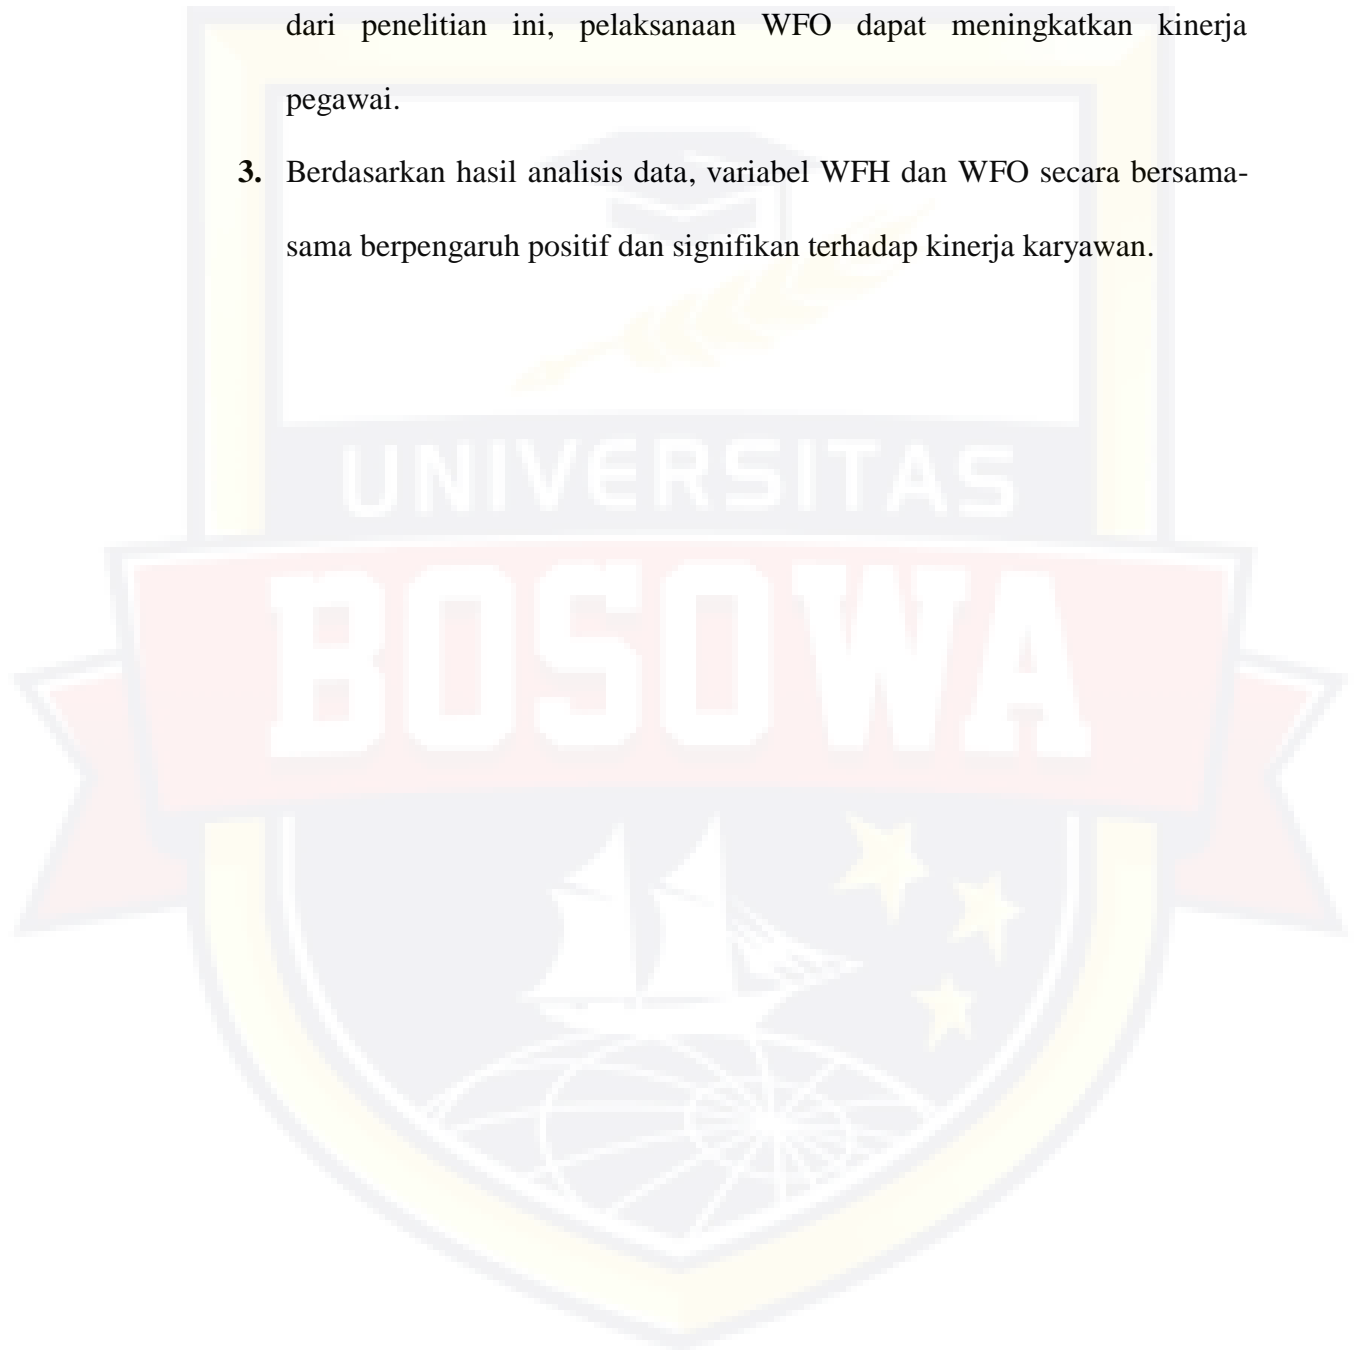 dari penelitian ini, pelaksanaan WFO dapat meningkatkan kinerja
pegawai.
3. Berdasarkan hasil analisis data, variabel WFH dan WFO secara bersama-
sama berpengaruh positif dan signifikan terhadap kinerja karyawan.
UNIVERSITAS
BOSOWA